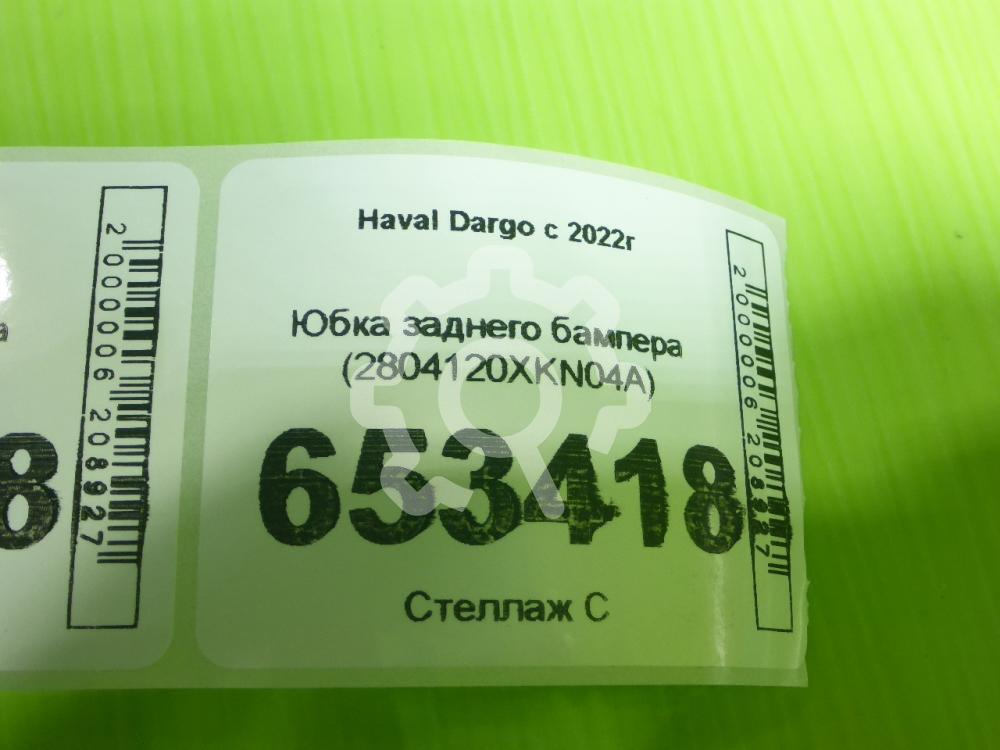 2000006208927
а
8
Haval Dargo с 2022г
Юбка заднего бампера
(2804120XKN04A)
653418
Стеллаж С
2000006208927